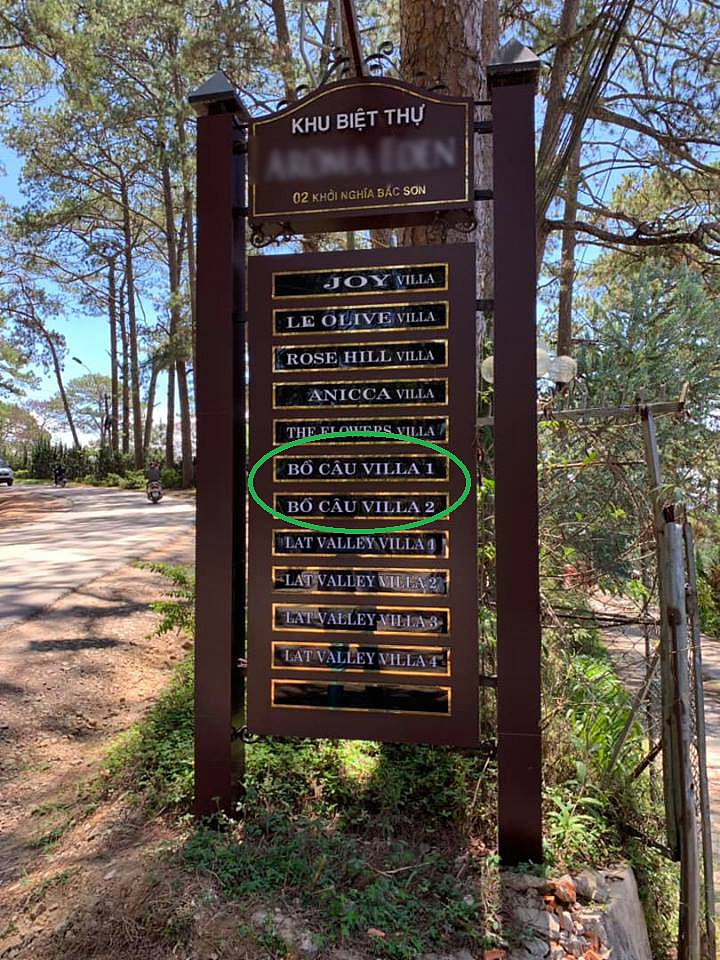 KHU BIỆT THỰ
AROMA EDEN
02 KHỞI NGHĨA BẮC SƠN
JOY VILLA
LE OLIVE VILLA
ROSE HILL VILLA
ANICCA VILLA
THE FLOWERS VILLA
BỒ CÂU VILLA 1
BỒ CÂU VILLA 2
LAT VALLEY VILLA 1
LAT VALLEY VILLA 2
LAT VALLEY VILLA 3
LAT VALLEY VILLA 4